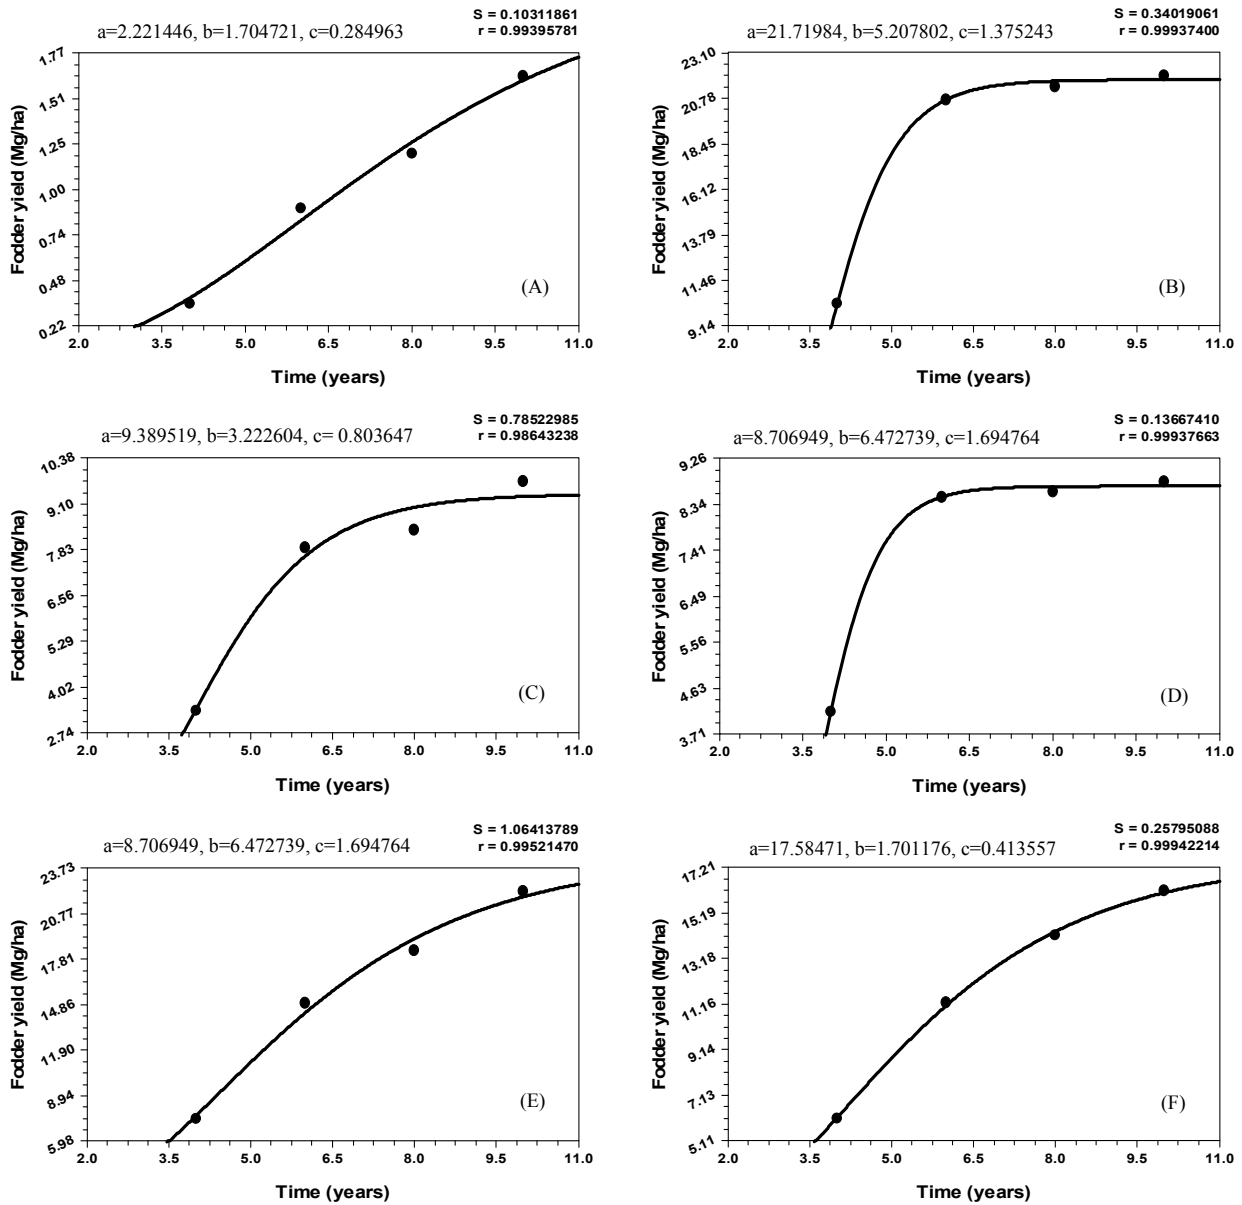 S = 0.10311861
r = 0.99395781
a=2.221446, b=1.704721, c=0.284963
1.77
1.51
1.25
1.00
0.74
0.48
0.22
Fodder yield (Mg/ha)
(A)
2.0 3.5 5.0 6.5 8.0 9.5 11.0
Time (years)
S = 0.34019061
r = 0.99937400
a=21.71984, b=5.207802, c=1.375243
23.10
20.78
18.45
16.12
13.79
11.46
9.14
Fodder yield (Mg/ha)
(B)
2.0 3.5 5.0 6.5 8.0 9.5 11.0
Time (years)
S = 0.78522985
r = 0.98643238
a=9.389519, b=3.222604, c= 0.803647
10.38
9.10
7.83
6.56
5.29
4.02
2.74
Fodder yield (Mg/ha)
(C)
2.0 3.5 5.0 6.5 8.0 9.5 11.0
Time (years)
S = 0.13667410
r = 0.99937663
a=8.706949, b=6.472739, c=1.694764
9.26
8.34
7.41
6.49
5.56
4.63
3.71
Fodder yield (Mg/ha)
(D)
2.0 3.5 5.0 6.5 8.0 9.5 11.0
Time (years)
S = 1.06413789
r = 0.99521470
a=8.706949, b=6.472739, c=1.694764
23.73
20.77
17.81
14.86
11.90
8.94
5.98
Fodder yield (Mg/ha)
(E)
2.0 3.5 5.0 6.5 8.0 9.5 11.0
Time (years)
S = 0.25795088
r = 0.99942214
a=17.58471, b=1.701176, c=0.413557
17.21
15.19
13.18
11.16
9.14
7.13
5.11
Fodder yield (Mg/ha)
(F)
2.0 3.5 5.0 6.5 8.0 9.5 11.0
Time (years)